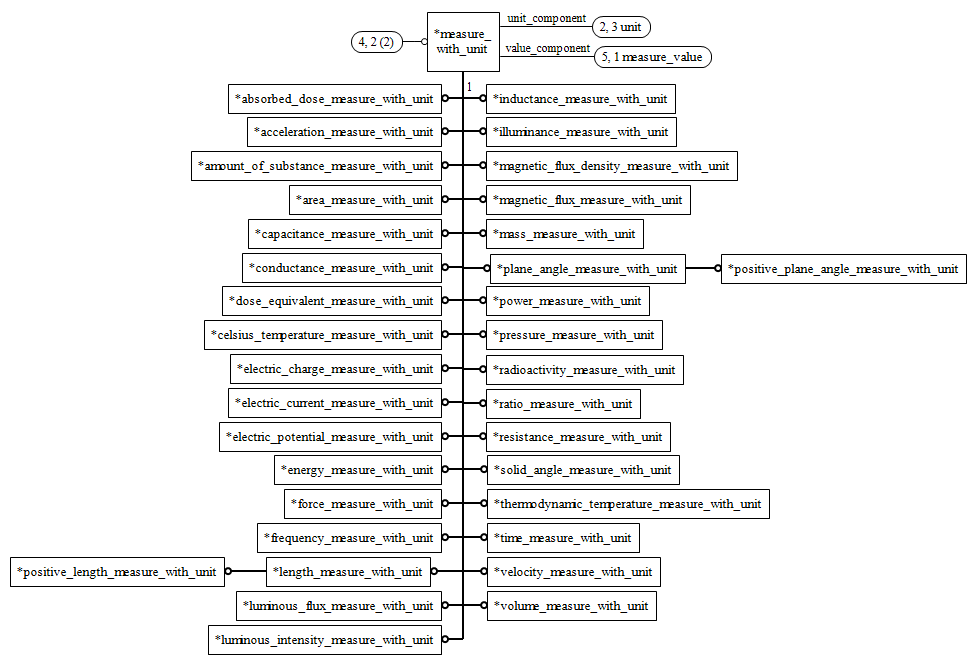 unit_component
*measure_
with_unit
2, 3 unit
4, 2 (2)
value_component
5, 1 measure_value
1
*absorbed_dose_measure_with_unit
*inductance_measure_with_unit
*acceleration_measure_with_unit
*illuminance_measure_with_unit
*amount_of_substance_measure_with_unit
*magnetic_flux_density_measure_with_unit
*area_measure_with_unit
*magnetic_flux_measure_with_unit
*capacitance_measure_with_unit
*mass_measure_with_unit
*conductance_measure_with_unit
*plane_angle_measure_with_unit
*positive_plane_angle_measure_with_unit
*dose_equivalent_measure_with_unit
*power_measure_with_unit
*celsius_temperature_measure_with_unit
*pressure_measure_with_unit
*electric_charge_measure_with_unit
*radioactivity_measure_with_unit
*electric_current_measure_with_unit
*ratio_measure_with_unit
*electric_potential_measure_with_unit
*resistance_measure_with_unit
*energy_measure_with_unit
*solid_angle_measure_with_unit
*force_measure_with_unit
*thermodynamic_temperature_measure_with_unit
*frequency_measure_with_unit
*time_measure_with_unit
*positive_length_measure_with_unit
*length_measure_with_unit
*velocity_measure_with_unit
*luminous_flux_measure_with_unit
*volume_measure_with_unit
*luminous_intensity_measure_with_unit